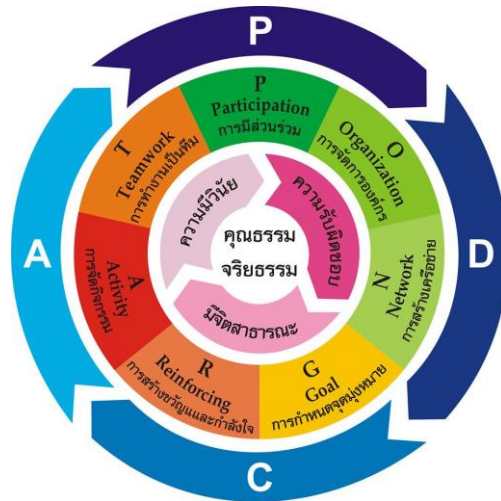 P
D
C
A
P
Participation
การมีส่วนร่วม
O
Organization
การจัดการองค์กร
N
Network
การสร้างเครือข่าย
G
Goal
การกำหนดจุดมุ่งหมาย
R
Reinforcing
การสร้างขวัญและกำลังใจ
A
Activity
การจัดกิจกรรม
T
Teamwork
การทำงานเป็นทีม
ความรับผิดชอบ
มีจิตสาธารณะ
ความมีวินัย
คุณธรรม
จริยธรรม